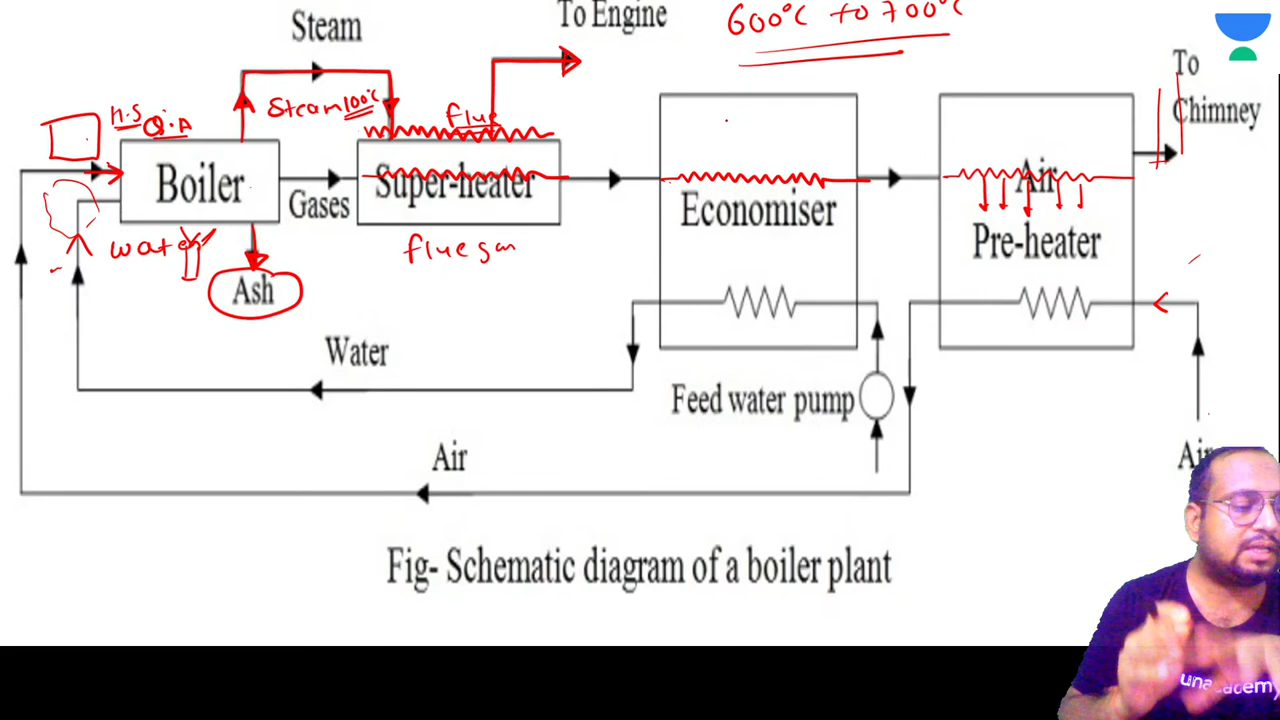 600°C to 700°C
To Engine
Steam
To
Chimney
Steam 100°C
flue
H.S
Q.A
Boiler
Gases
Super-heater
Economiser
Air
Pre-heater
water
flue gas
Ash
Water
Feed water pump
Air
Air
Fig- Schematic diagram of a boiler plant
unacademy